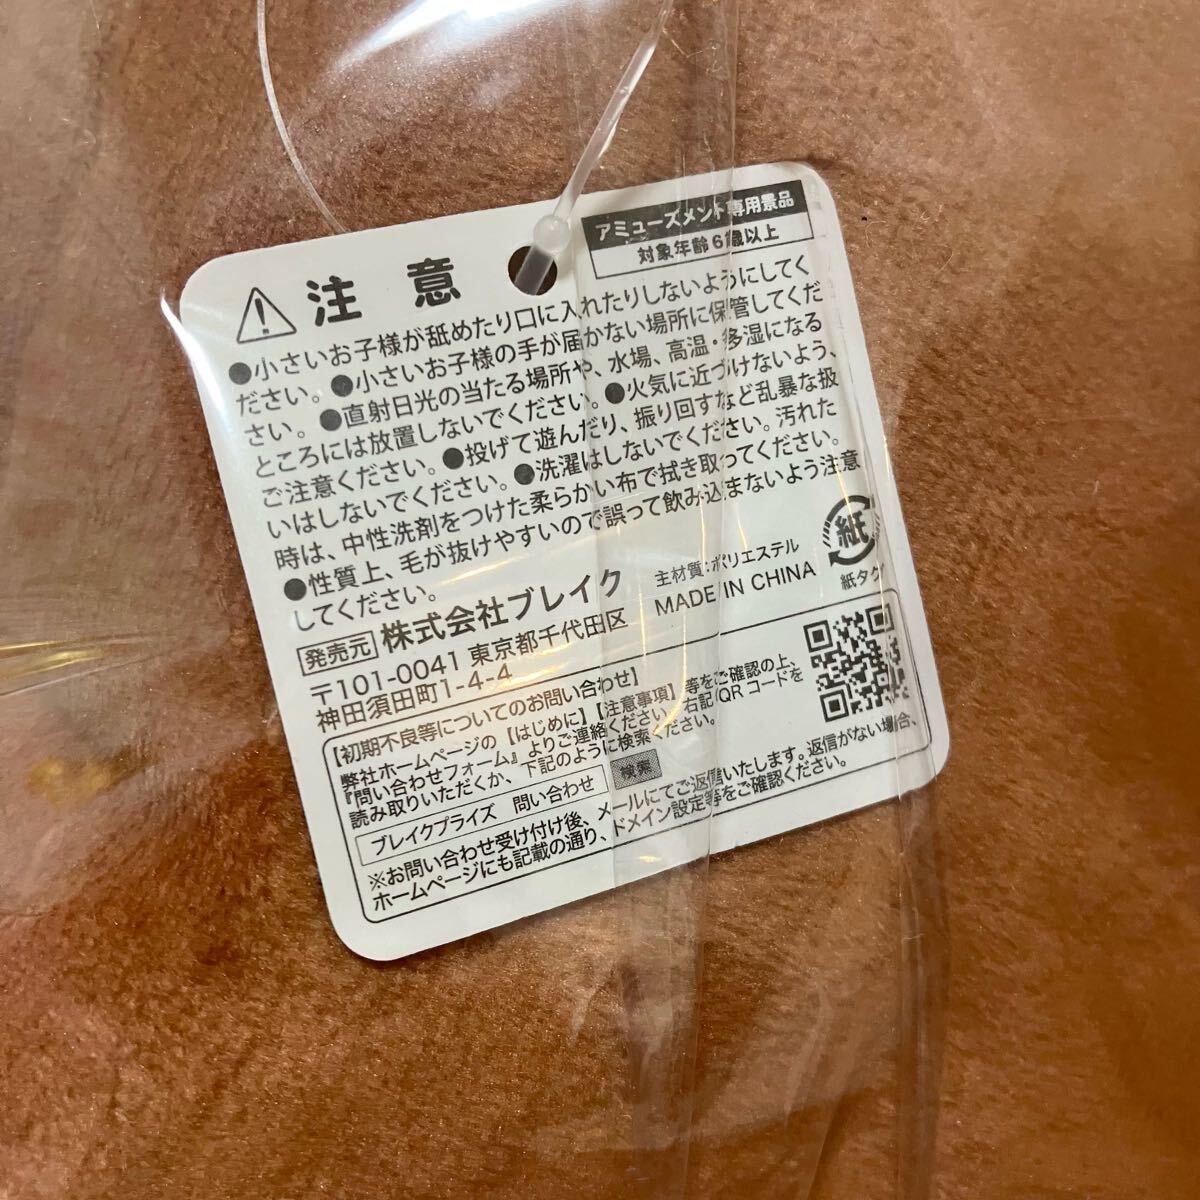 アミューズメント専用景品
対象年齢6歳以上
注意
●小さいお子様が舐めたり口に入れたりしないようにしてく
ださい。●小さいお子様の手が届かない場所に保管してくだ
さい。●直射日光の当たる場所や、水場、高温・多湿になる
ところには放置しないでください。●火気に近づけないよう、
ご注意ください。●投げて遊んだり、振り回すなど乱暴な扱
いはしないでください。●洗濯はしないでください。汚れた
時は、中性洗剤をつけた柔らかい布で拭き取ってください。
●性質上、毛が抜けやすいので誤って飲み込まないよう注意
してください。
発売元 株式会社ブレイク
〒101-0041 東京都千代田区
神田須田町1-4-4
主材質:ポリエステル
MADE IN CHINA
紙
紙タグ
【初期不良等についてのお問い合わせ】
弊社ホームページの【はじめに】【注意事項】等をご確認の上、
『問い合わせフォーム』よりご連絡ください。右記QRコードを
読み取りいただくか、下記のように検索ください。
ブレイクプライズ 問い合わせ 検索
※お問い合わせ受け付け後、メールにてご返信いたします。返信がない場合、
ホームページにも記載の通り、ドメイン設定等をご確認ください。